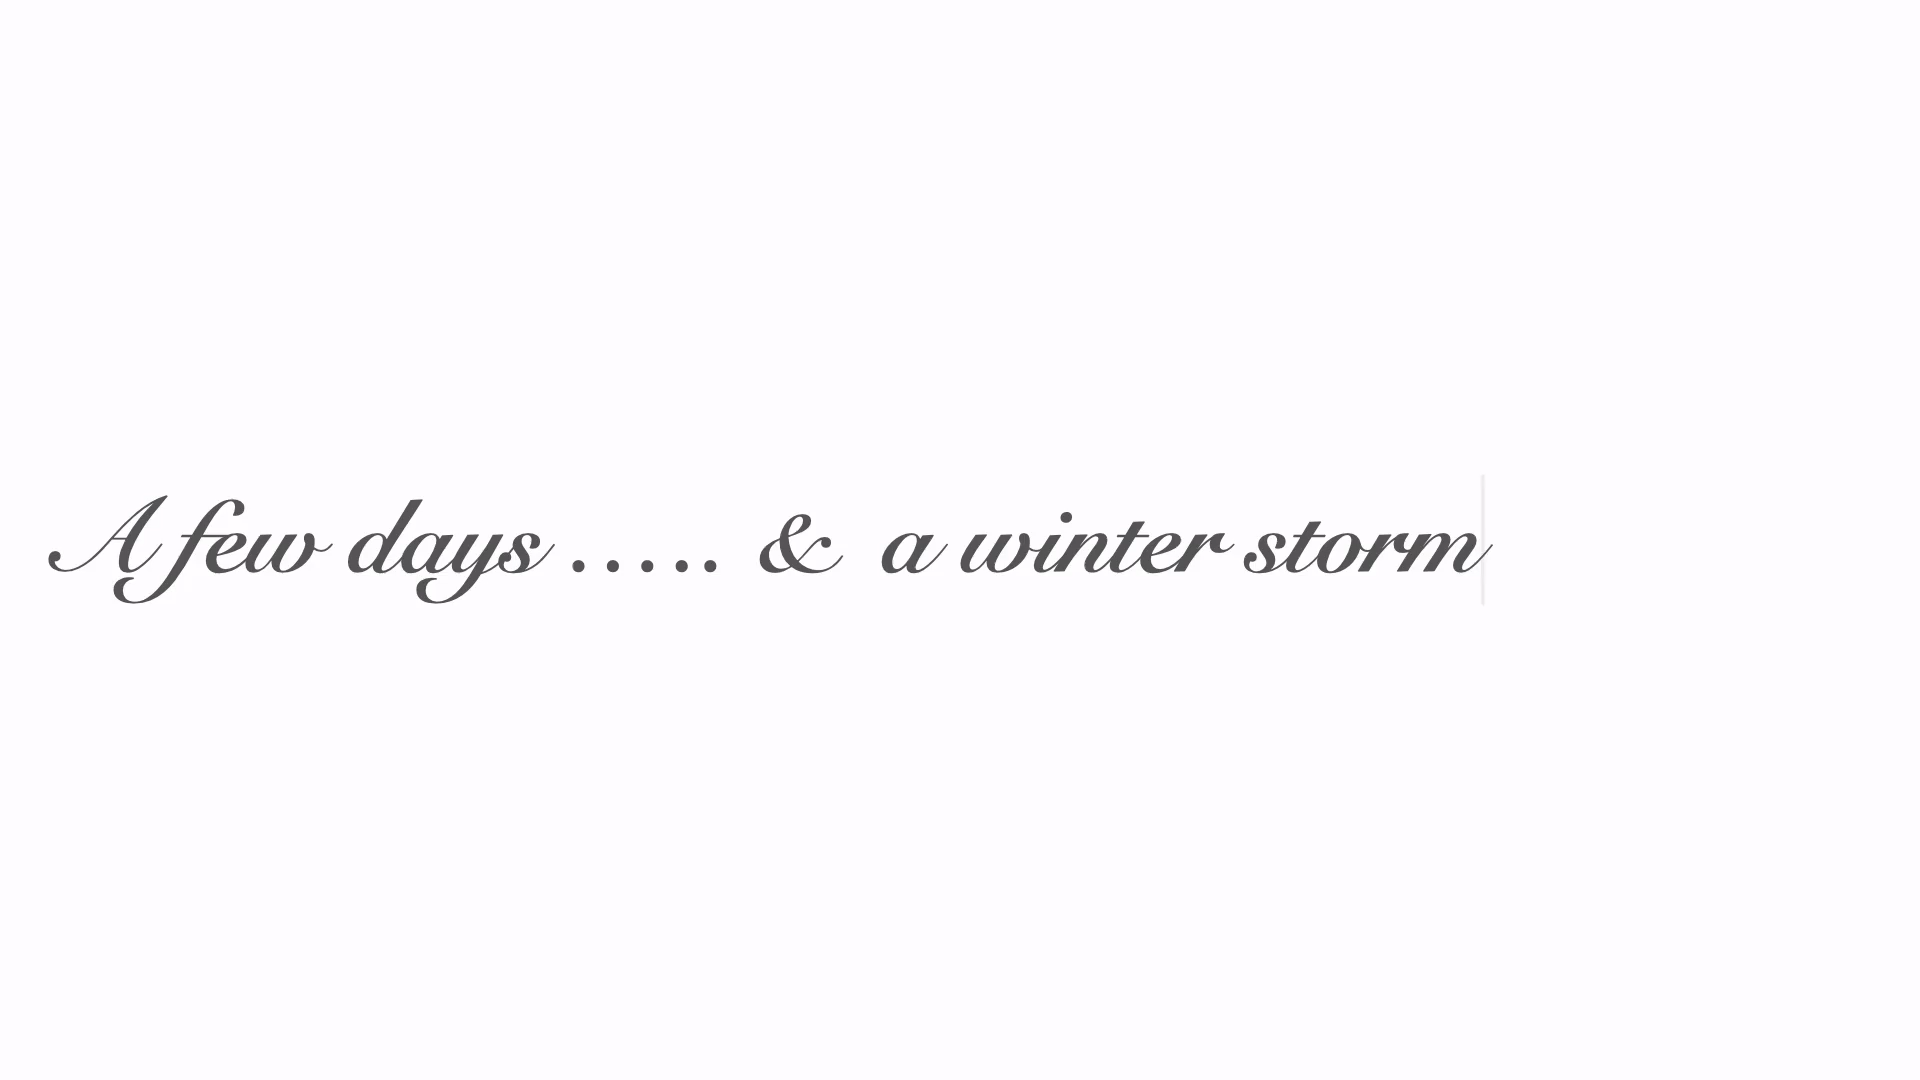 A few days ..... & a winter storm